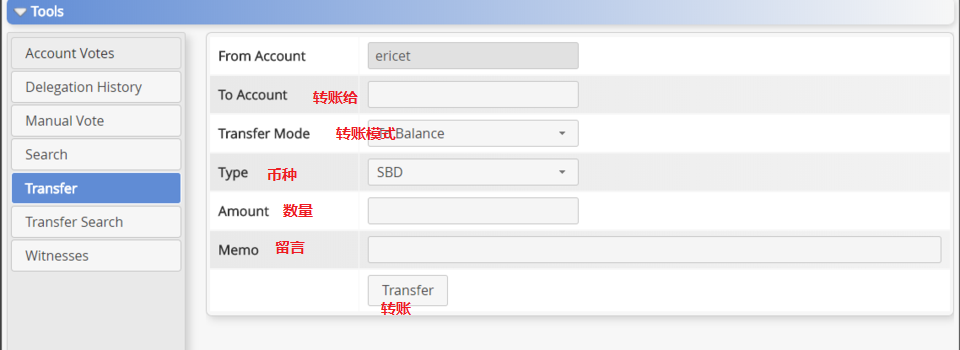 Tools
Account Votes
Delegation History
Manual Vote
Search
Transfer
Transfer Search
Witnesses
From Account ericet
To Account 转账给
Transfer Mode 转账模式 Balance
Type 币种 SBD
Amount 数量
Memo 留言
Transfer
转账